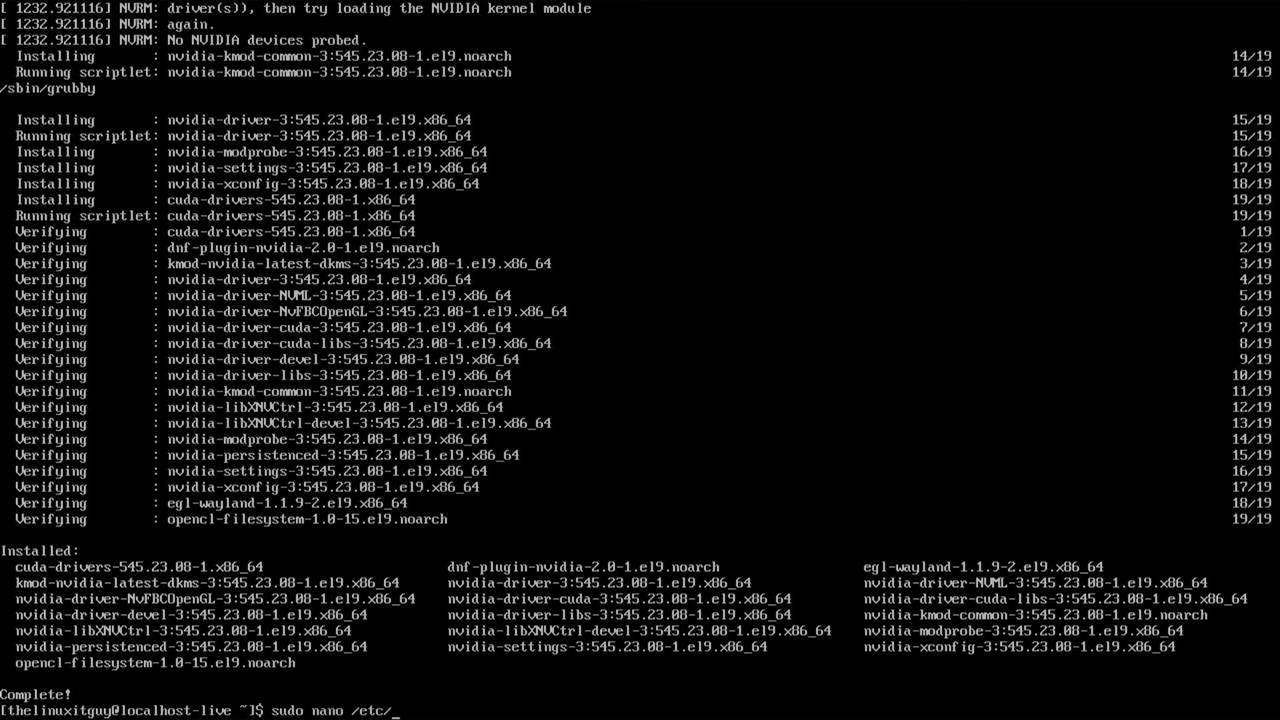 [ 1232.921116] NVRM: driver(s)), then try loading the NVIDIA kernel module
[ 1232.921116] NVRM: again.
[ 1232.921116] NVRM: No NVIDIA devices probed.
  Installing       : nvidia-kmod-common-3:545.23.08-1.el9.noarch 14/19
  Running scriptlet: nvidia-kmod-common-3:545.23.08-1.el9.noarch 14/19
/sbin/grubby
  Installing       : nvidia-driver-3:545.23.08-1.el9.x86_64 15/19
  Running scriptlet: nvidia-driver-3:545.23.08-1.el9.x86_64 15/19
  Installing       : nvidia-modprobe-3:545.23.08-1.el9.x86_64 16/19
  Installing       : nvidia-settings-3:545.23.08-1.el9.x86_64 17/19
  Installing       : nvidia-xconfig-3:545.23.08-1.el9.x86_64 18/19
  Installing       : cuda-drivers-545.23.08-1.x86_64 19/19
  Running scriptlet: cuda-drivers-545.23.08-1.x86_64 19/19
  Verifying        : cuda-drivers-545.23.08-1.x86_64 1/19
  Verifying        : dnf-plugin-nvidia-2.0-1.el9.noarch 2/19
  Verifying        : kmod-nvidia-latest-dkms-3:545.23.08-1.el9.x86_64 3/19
  Verifying        : nvidia-driver-3:545.23.08-1.el9.x86_64 4/19
  Verifying        : nvidia-driver-NVML-3:545.23.08-1.el9.x86_64 5/19
  Verifying        : nvidia-driver-NvFBCOpenGL-3:545.23.08-1.el9.x86_64 6/19
  Verifying        : nvidia-driver-cuda-3:545.23.08-1.el9.x86_64 7/19
  Verifying        : nvidia-driver-cuda-libs-3:545.23.08-1.el9.x86_64 8/19
  Verifying        : nvidia-driver-devel-3:545.23.08-1.el9.x86_64 9/19
  Verifying        : nvidia-driver-libs-3:545.23.08-1.el9.x86_64 10/19
  Verifying        : nvidia-kmod-common-3:545.23.08-1.el9.noarch 11/19
  Verifying        : nvidia-libXNVCtrl-3:545.23.08-1.el9.x86_64 12/19
  Verifying        : nvidia-libXNVCtrl-devel-3:545.23.08-1.el9.x86_64 13/19
  Verifying        : nvidia-modprobe-3:545.23.08-1.el9.x86_64 14/19
  Verifying        : nvidia-persistenced-3:545.23.08-1.el9.x86_64 15/19
  Verifying        : nvidia-settings-3:545.23.08-1.el9.x86_64 16/19
  Verifying        : nvidia-xconfig-3:545.23.08-1.el9.x86_64 17/19
  Verifying        : egl-wayland-1.1.9-2.el9.x86_64 18/19
  Verifying        : opencl-filesystem-1.0-15.el9.noarch 19/19
Installed:
  cuda-drivers-545.23.08-1.x86_64 dnf-plugin-nvidia-2.0-1.el9.noarch egl-wayland-1.1.9-2.el9.x86_64
  kmod-nvidia-latest-dkms-3:545.23.08-1.el9.x86_64 nvidia-driver-3:545.23.08-1.el9.x86_64 nvidia-driver-NVML-3:545.23.08-1.el9.x86_64
  nvidia-driver-NvFBCOpenGL-3:545.23.08-1.el9.x86_64 nvidia-driver-cuda-3:545.23.08-1.el9.x86_64 nvidia-driver-cuda-libs-3:545.23.08-1.el9.x86_64
  nvidia-driver-devel-3:545.23.08-1.el9.x86_64 nvidia-driver-libs-3:545.23.08-1.el9.x86_64 nvidia-kmod-common-3:545.23.08-1.el9.noarch
  nvidia-libXNVCtrl-3:545.23.08-1.el9.x86_64 nvidia-libXNVCtrl-devel-3:545.23.08-1.el9.x86_64 nvidia-modprobe-3:545.23.08-1.el9.x86_64
  nvidia-persistenced-3:545.23.08-1.el9.x86_64 nvidia-settings-3:545.23.08-1.el9.x86_64 nvidia-xconfig-3:545.23.08-1.el9.x86_64
  opencl-filesystem-1.0-15.el9.noarch
Complete!
[thelinuxitguy@localhost-live ~]$ sudo nano /etc/_